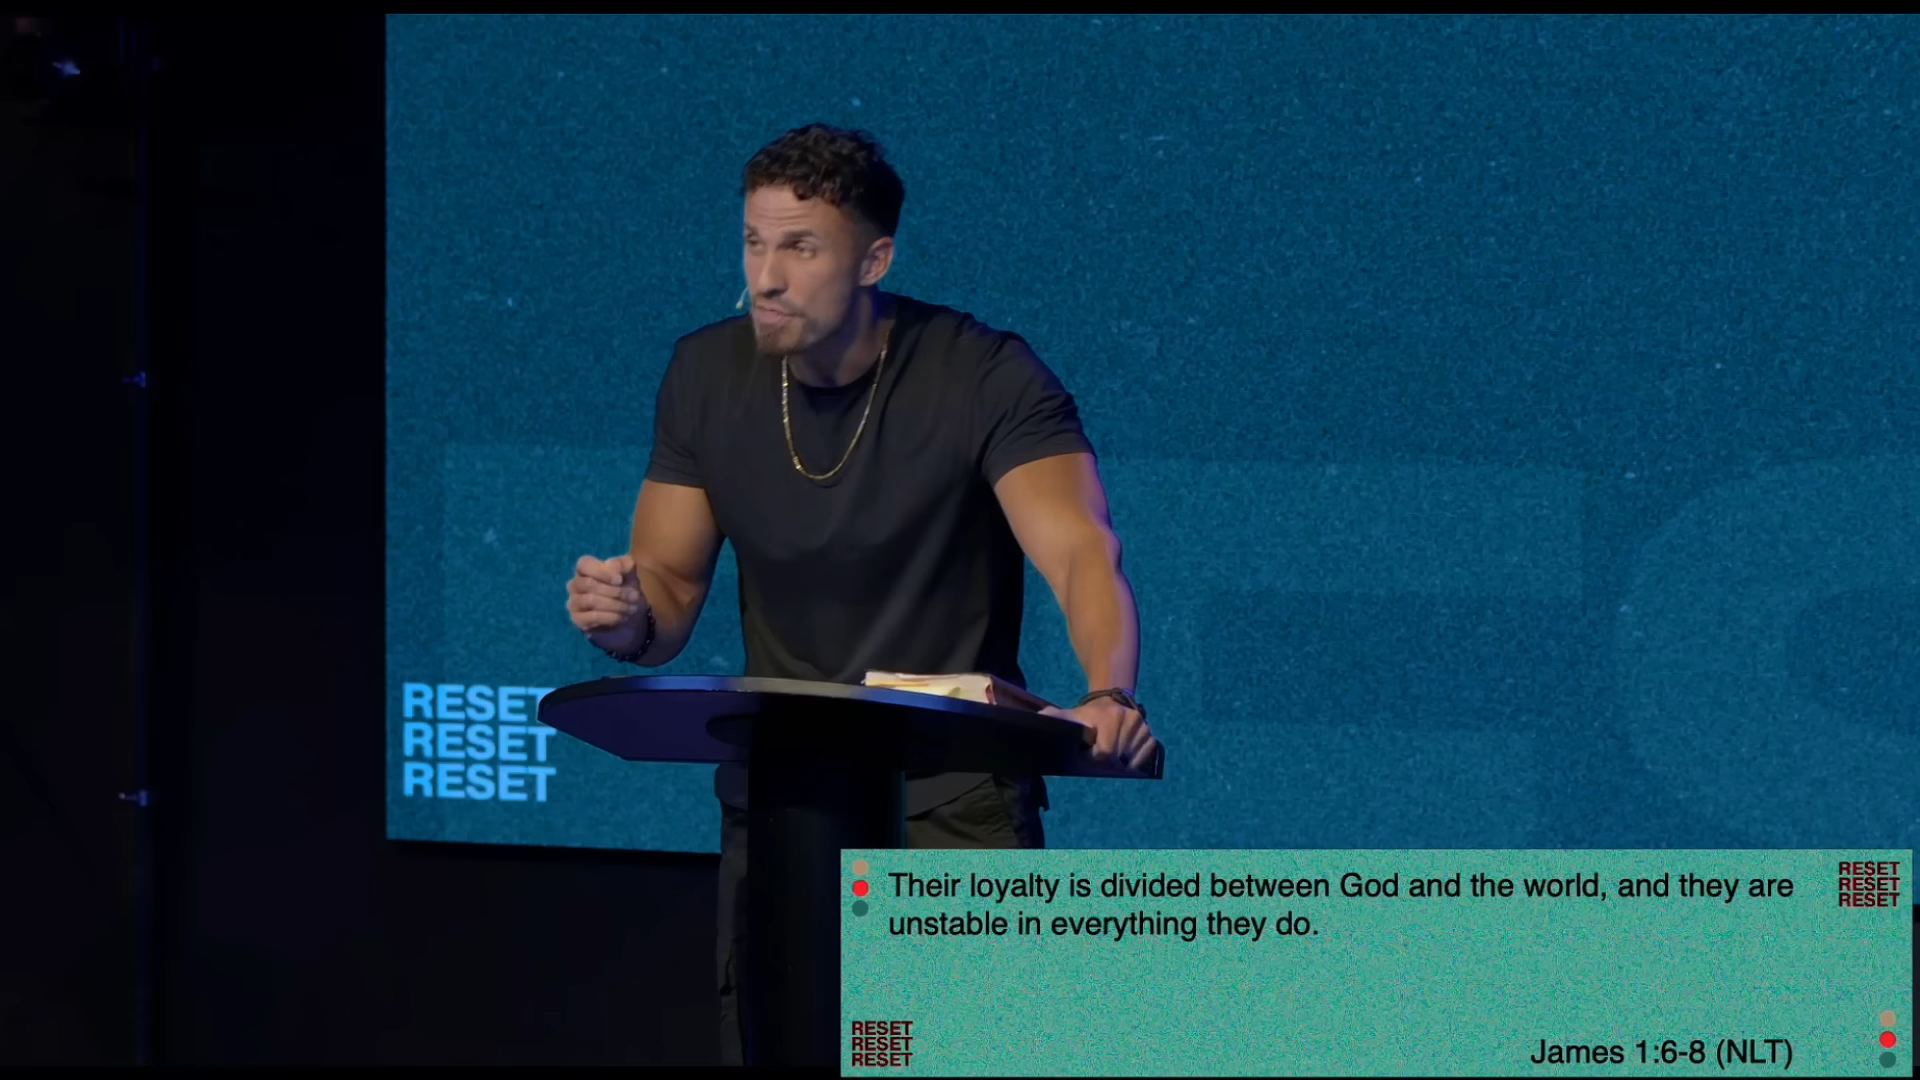 RESET
RESET
RESET
Their loyalty is divided between God and the world, and they are
unstable in everything they do.
RESET
RESET
RESET
RESET
RESET
RESET
James 1:6-8 (NLT)